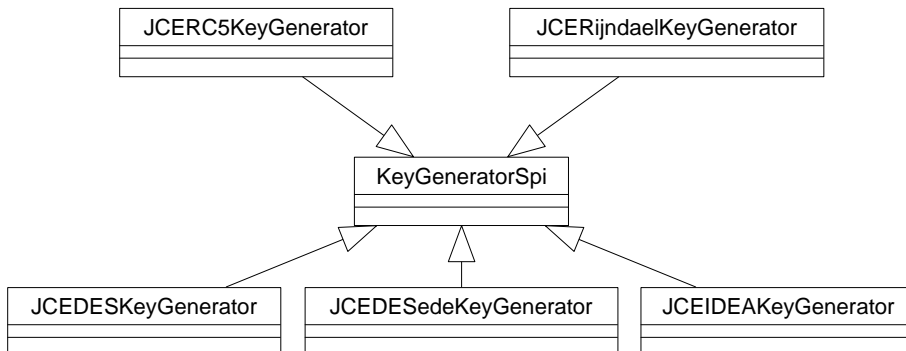 JCERC5KeyGenerator
JCERijndaelKeyGenerator
KeyGeneratorSpi
JCEDESKeyGenerator
JCEDESedeKeyGenerator
JCEIDEAKeyGenerator